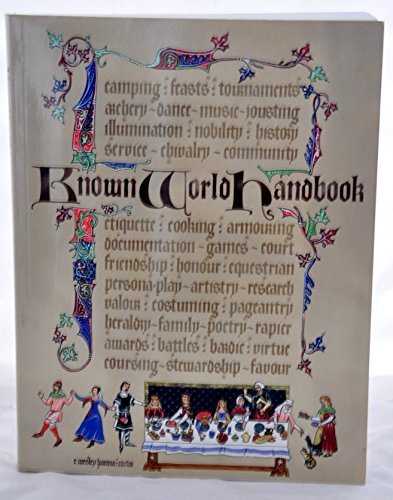 camping : feasts : tournaments
archery ~ dance ~ music ~ jousting
illumination : nobility : history
service ~ chivalry ~ community
Known World Handbook
etiquette : cooking : armouring
documentation ~ games ~ court
friendship : honour : equestrian
persona-play ~ artistry ~ research
valour : costuming : pageantry
heraldry ~ family ~ poetry ~ rapier
awards : battles : bardic : virtue
coursing ~ stewardship ~ favour
editor